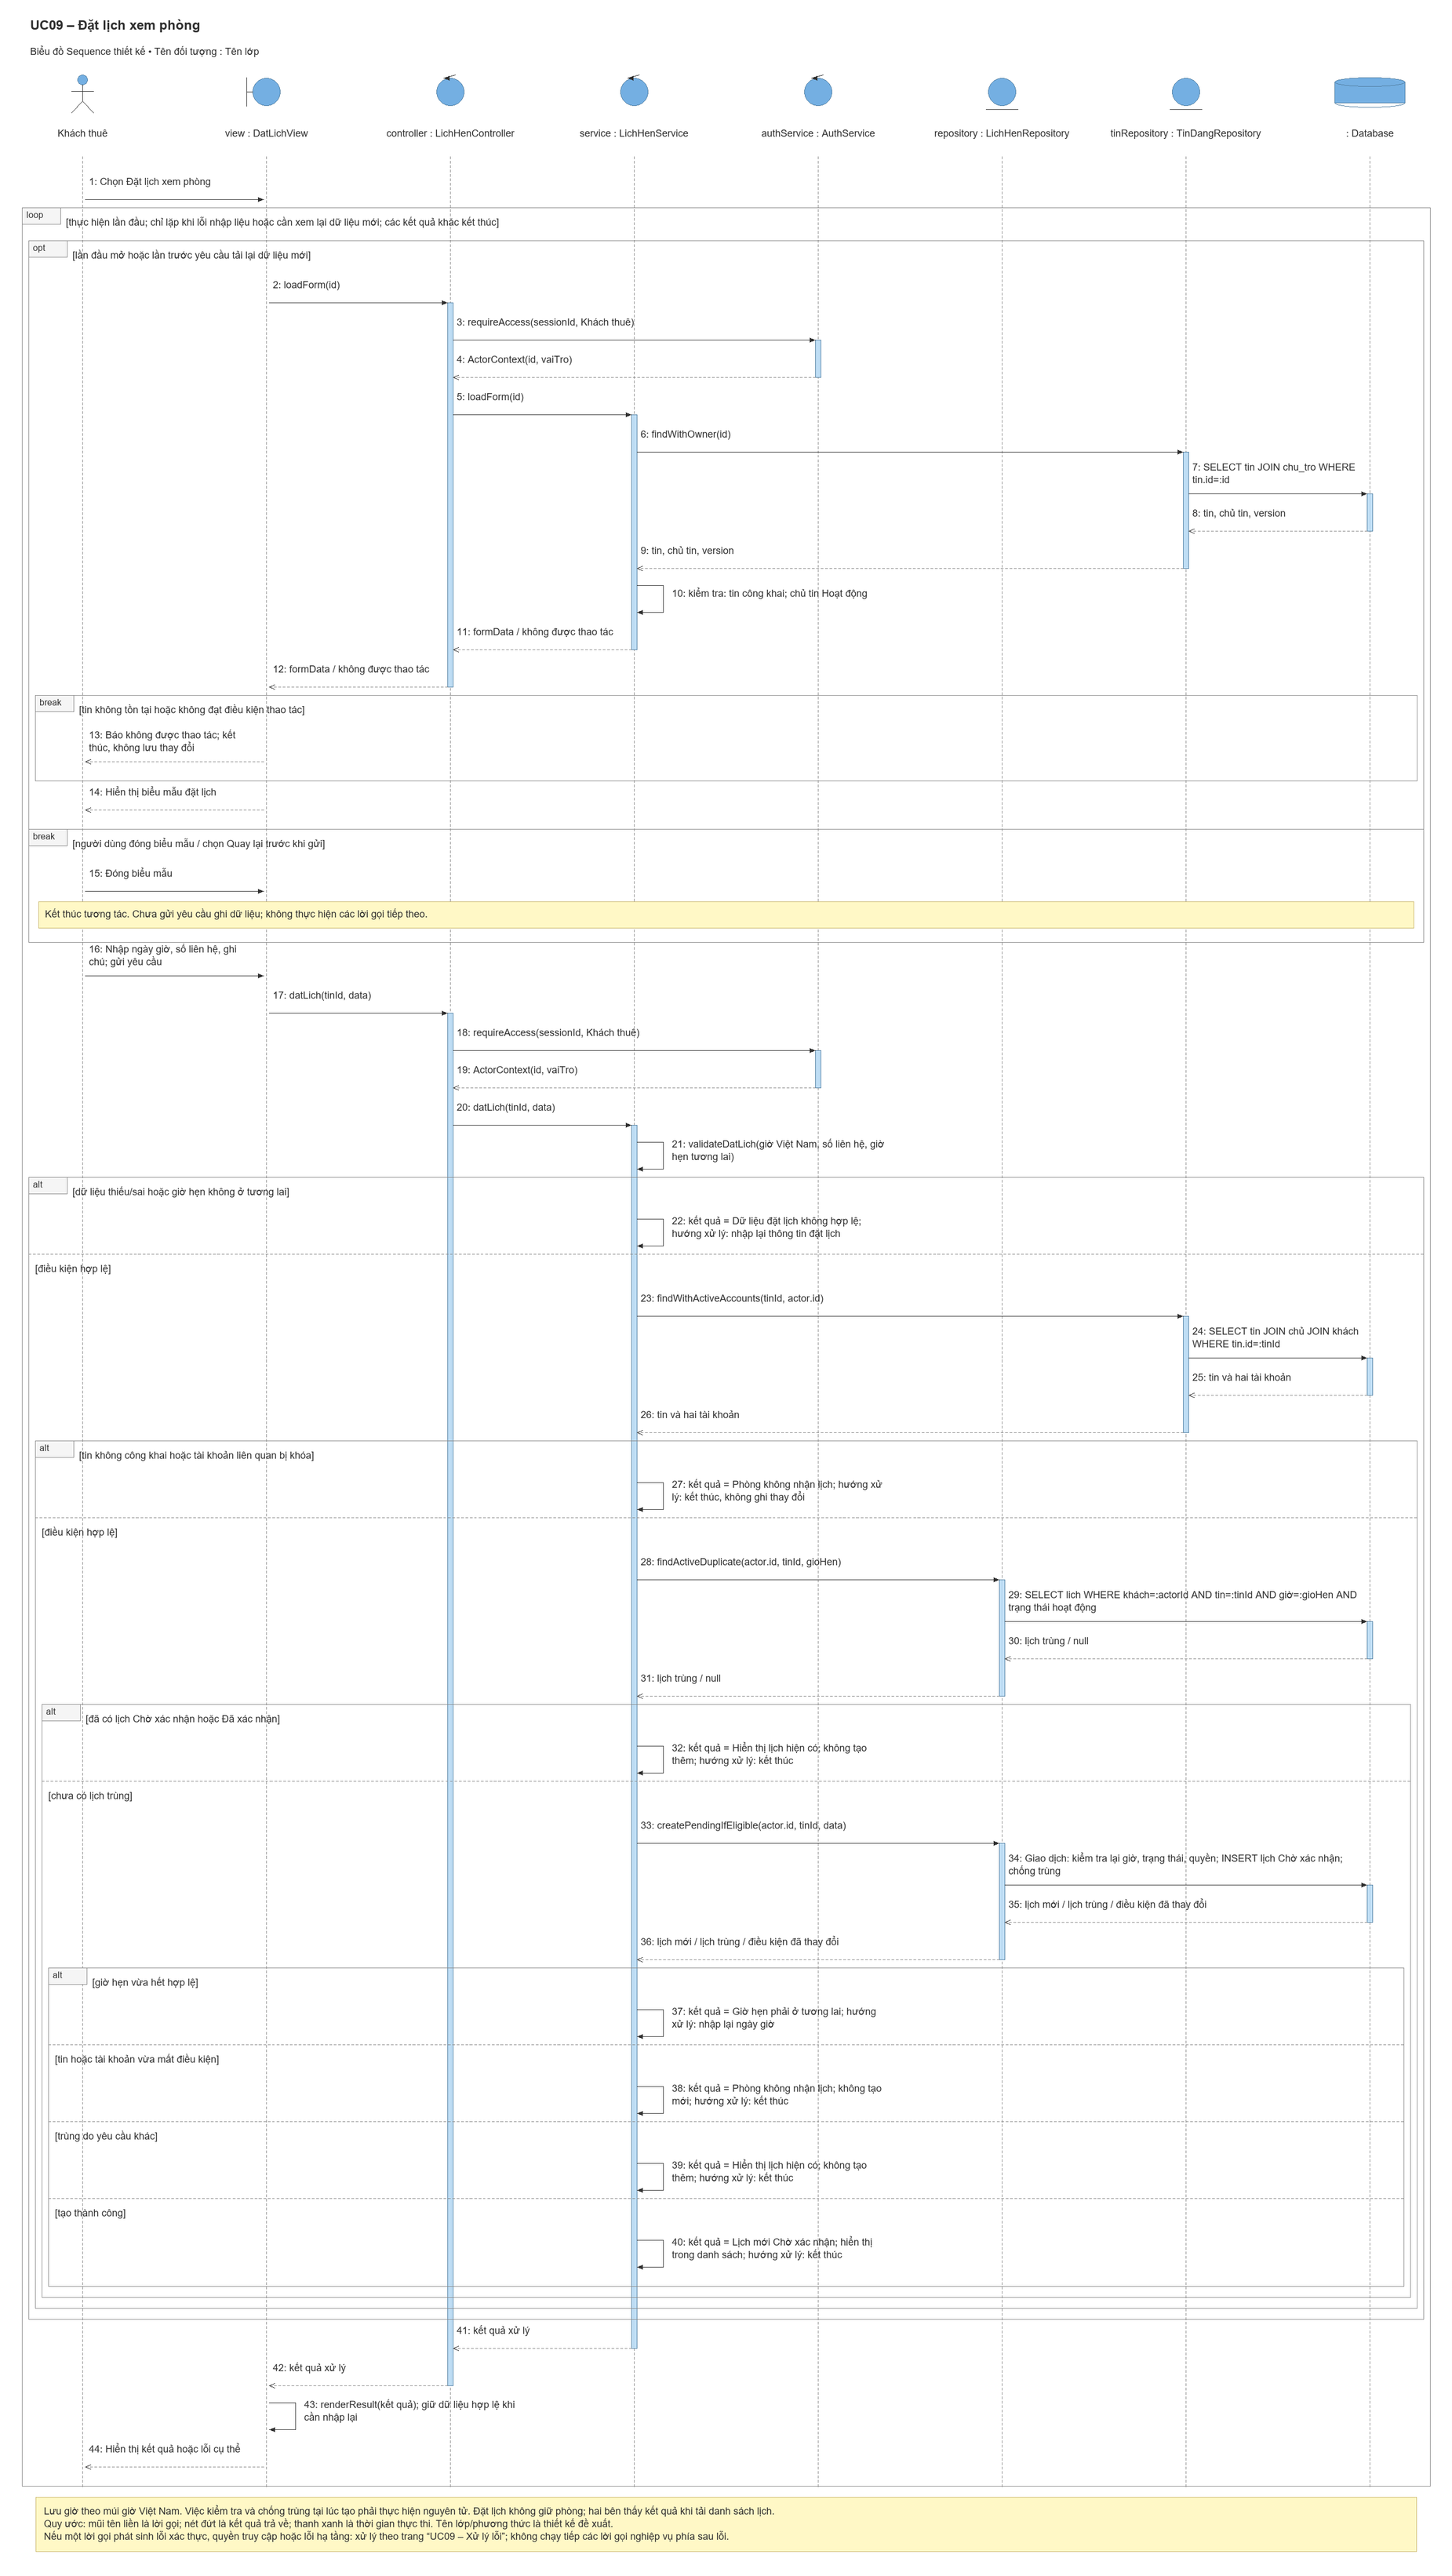 UC09 – Đặt lịch xem phòng
Biểu đồ Sequence thiết kế • Tên đối tượng : Tên lớp
Khách thuê
view : DatLichView
controller : LichHenController
service : LichHenService
authService : AuthService
repository : LichHenRepository
tinRepository : TinDangRepository
: Database
1: Chọn Đặt lịch xem phòng
loop
[thực hiện lần đầu; chỉ lặp khi lỗi nhập liệu hoặc cần xem lại dữ liệu mới; các kết quả khác kết thúc]
opt
[lần đầu mở hoặc lần trước yêu cầu tải lại dữ liệu mới]
2: loadForm(id)
3: requireAccess(sessionId, Khách thuê)
4: ActorContext(id, vaiTro)
5: loadForm(id)
6: findWithOwner(id)
7: SELECT tin JOIN chu_tro WHERE
tin.id=:id
8: tin, chủ tin, version
9: tin, chủ tin, version
10: kiểm tra: tin công khai; chủ tin Hoạt động
11: formData / không được thao tác
12: formData / không được thao tác
break
[tin không tồn tại hoặc không đạt điều kiện thao tác]
13: Báo không được thao tác; kết
thúc, không lưu thay đổi
14: Hiển thị biểu mẫu đặt lịch
break
[người dùng đóng biểu mẫu / chọn Quay lại trước khi gửi]
15: Đóng biểu mẫu
Kết thúc tương tác. Chưa gửi yêu cầu ghi dữ liệu; không thực hiện các lời gọi tiếp theo.
16: Nhập ngày giờ, số liên hệ, ghi
chú; gửi yêu cầu
17: datLich(tinId, data)
18: requireAccess(sessionId, Khách thuê)
19: ActorContext(id, vaiTro)
20: datLich(tinId, data)
21: validateDatLich(giờ Việt Nam, số liên hệ, giờ
hẹn tương lai)
alt
[dữ liệu thiếu/sai hoặc giờ hẹn không ở tương lai]
22: kết quả = Dữ liệu đặt lịch không hợp lệ;
hướng xử lý: nhập lại thông tin đặt lịch
[điều kiện hợp lệ]
23: findWithActiveAccounts(tinId, actor.id)
24: SELECT tin JOIN chủ JOIN khách
WHERE tin.id=:tinId
25: tin và hai tài khoản
26: tin và hai tài khoản
alt
[tin không công khai hoặc tài khoản liên quan bị khóa]
27: kết quả = Phòng không nhận lịch; hướng xử
lý: kết thúc, không ghi thay đổi
[điều kiện hợp lệ]
28: findActiveDuplicate(actor.id, tinId, gioHen)
29: SELECT lich WHERE khách=:actorId AND tin=:tinId AND giờ=:gioHen AND
trạng thái hoạt động
30: lịch trùng / null
31: lịch trùng / null
alt
[đã có lịch Chờ xác nhận hoặc Đã xác nhận]
32: kết quả = Hiển thị lịch hiện có; không tạo
thêm; hướng xử lý: kết thúc
[chưa có lịch trùng]
33: createPendingIfEligible(actor.id, tinId, data)
34: Giao dịch: kiểm tra lại giờ, trạng thái, quyền; INSERT lịch Chờ xác nhận;
chống trùng
35: lịch mới / lịch trùng / điều kiện đã thay đổi
36: lịch mới / lịch trùng / điều kiện đã thay đổi
alt
[giờ hẹn vừa hết hợp lệ]
37: kết quả = Giờ hẹn phải ở tương lai; hướng
xử lý: nhập lại ngày giờ
[tin hoặc tài khoản vừa mất điều kiện]
38: kết quả = Phòng không nhận lịch; không tạo
mới; hướng xử lý: kết thúc
[trùng do yêu cầu khác]
39: kết quả = Hiển thị lịch hiện có; không tạo
thêm; hướng xử lý: kết thúc
[tạo thành công]
40: kết quả = Lịch mới Chờ xác nhận; hiển thị
trong danh sách; hướng xử lý: kết thúc
41: kết quả xử lý
42: kết quả xử lý
43: renderResult(kết quả); giữ dữ liệu hợp lệ khi
cần nhập lại
44: Hiển thị kết quả hoặc lỗi cụ thể
Lưu giờ theo múi giờ Việt Nam. Việc kiểm tra và chống trùng tại lúc tạo phải thực hiện nguyên tử. Đặt lịch không giữ phòng; hai bên thấy kết quả khi tải danh sách lịch.
Quy ước: mũi tên liền là lời gọi; nét đứt là kết quả trả về; thanh xanh là thời gian thực thi. Tên lớp/phương thức là thiết kế đề xuất.
Nếu một lời gọi phát sinh lỗi xác thực, quyền truy cập hoặc lỗi hạ tầng: xử lý theo trang “UC09 – Xử lý lỗi”; không chạy tiếp các lời gọi nghiệp vụ phía sau lỗi.